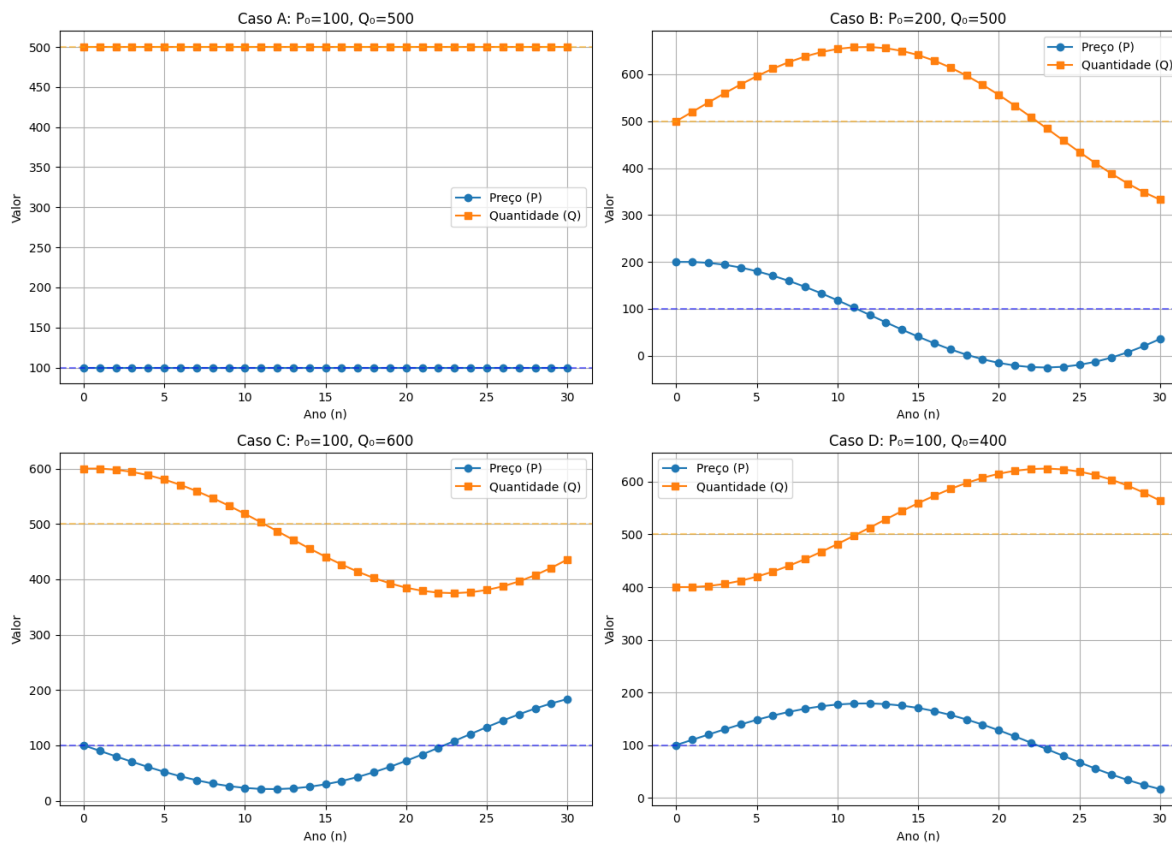 Caso A: P₀=100, Q₀=500
500
450
400
350
300
250
200
150
100
Valor
Preço (P)
Quantidade (Q)
0 5 10 15 20 25 30
Ano (n)
Caso B: P₀=200, Q₀=500
600
500
400
300
200
100
0
Valor
Preço (P)
Quantidade (Q)
0 5 10 15 20 25 30
Ano (n)
Caso C: P₀=100, Q₀=600
600
500
400
300
200
100
0
Valor
Preço (P)
Quantidade (Q)
0 5 10 15 20 25 30
Ano (n)
Caso D: P₀=100, Q₀=400
600
500
400
300
200
100
0
Valor
Preço (P)
Quantidade (Q)
0 5 10 15 20 25 30
Ano (n)